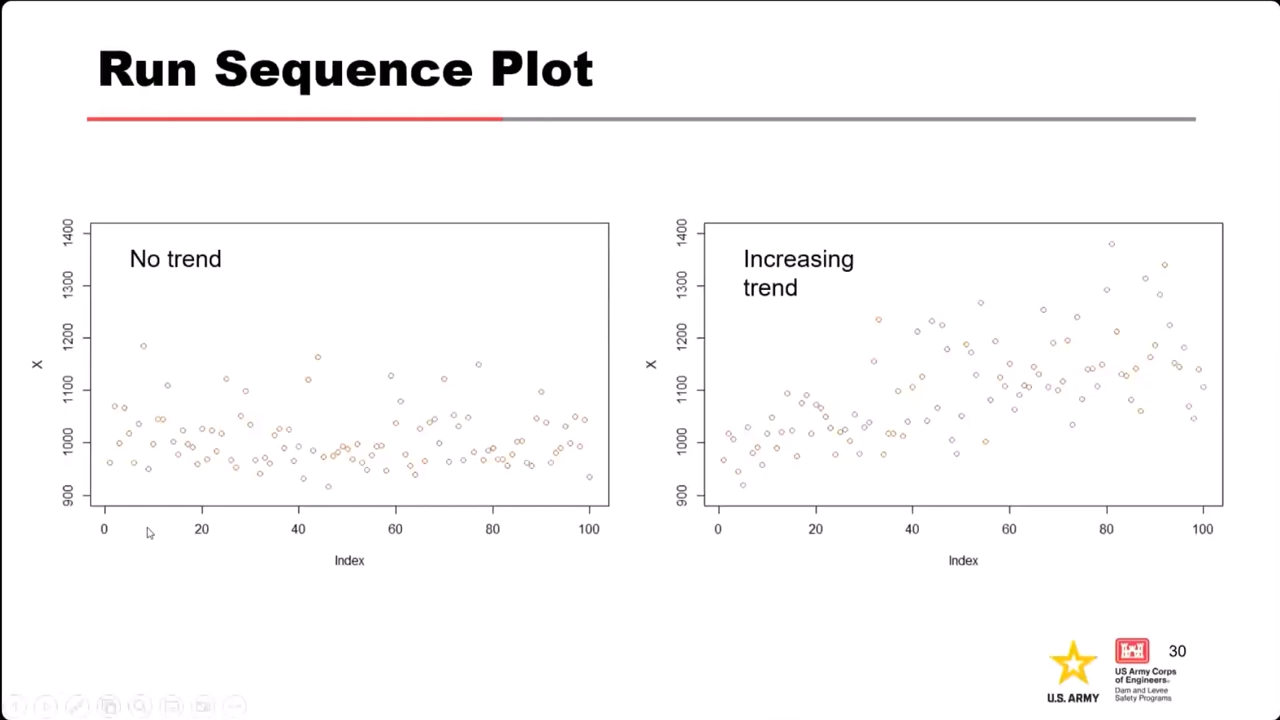 Run Sequence Plot
No trend
X
900
1000
1100
1200
1300
1400
0 20 40 60 80 100
Index
Increasing
trend
X
900
1000
1100
1200
1300
1400
0 20 40 60 80 100
Index
U.S. ARMY
US Army Corps
of Engineers®
Dam and Levee
Safety Programs
30